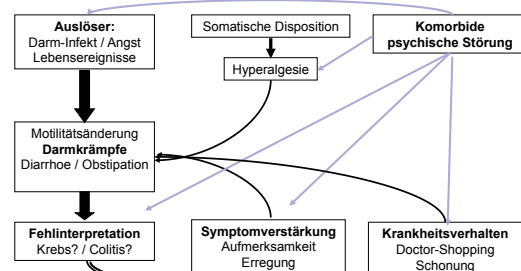 Auslöser:
Darm-Infekt / Angst
Lebensereignisse
Somatische Disposition
Komorbide
psychische Störung
Hyperalgesie
Motilitätsänderung
Darmkrämpfe
Diarrhoe / Obstipation
Fehlinterpretation
Krebs? / Colitis?
Symptomverstärkung
Aufmerksamkeit
Erregung
Krankheitsverhalten
Doctor-Shopping
Schonung